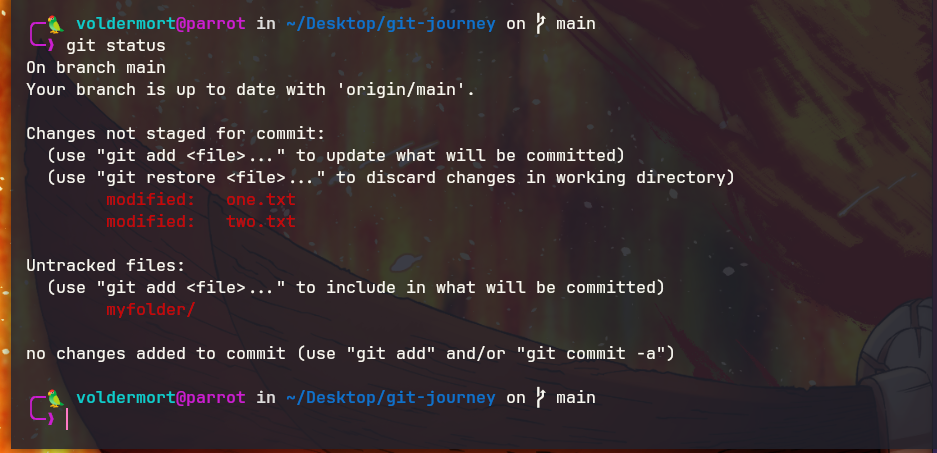 voldermort@parrot in ~/Desktop/git-journey on main
git status
On branch main
Your branch is up to date with 'origin/main'.
Changes not staged for commit:
(use "git add <file>..." to update what will be committed)
(use "git restore <file>..." to discard changes in working directory)
modified: one.txt
modified: two.txt
Untracked files:
(use "git add <file>..." to include in what will be committed)
myfolder/
no changes added to commit (use "git add" and/or "git commit -a")
voldermort@parrot in ~/Desktop/git-journey on main